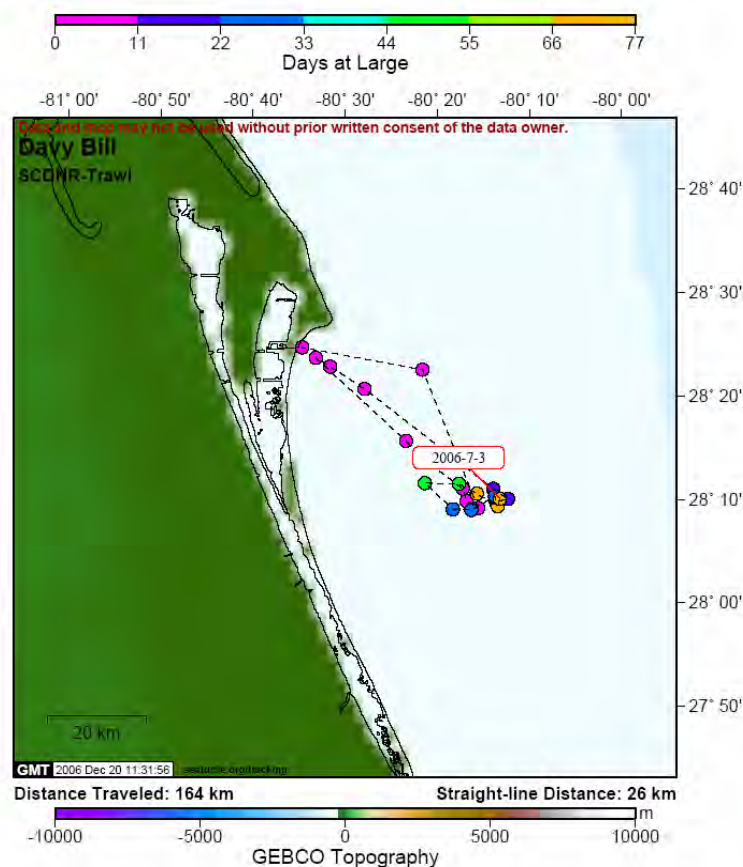 0 11 22 33 44 55 66 77
Days at Large
-81° 00' -80° 50' -80° 40' -80° 30' -80° 20' -80° 10' -80° 00'
Data and map may not be used without prior written consent of the data owner.
Davy Bill
SCDNR-Trawl
28° 40'
28° 30'
28° 20'
2006-7-3
28° 10'
28° 00'
27° 50'
20 km
GMT 2006 Dec 20 11:31:56 seaturtle.org/tracking
Distance Traveled: 164 km Straight-line Distance: 26 km
m
-10000 -5000 0 5000 10000
GEBCO Topography